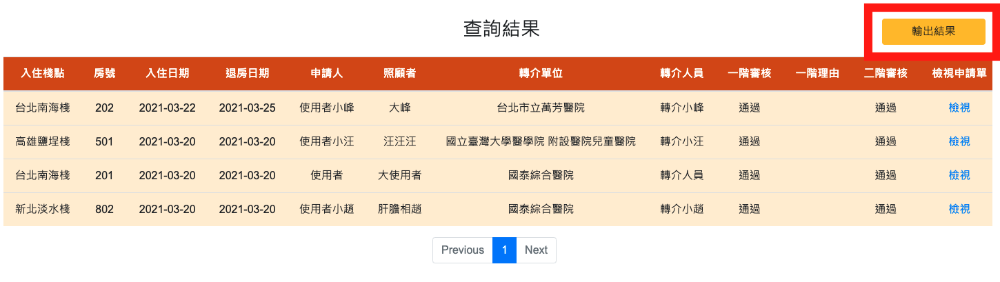 查詢結果
輸出結果
入住棧點 房號 入住日期 退房日期 申請人 照顧者 轉介單位 轉介人員 一階審核 一階理由 二階審核 檢視申請單
台北南海棧 202 2021-03-22 2021-03-25 使用者小峰 大峰 台北市立萬芳醫院 轉介小峰 通過 通過 檢視
高雄鹽埕棧 501 2021-03-20 2021-03-20 使用者小汪 汪汪汪 國立臺灣大學醫學院 附設醫院兒童醫院 轉介小汪 通過 通過 檢視
台北南海棧 201 2021-03-20 2021-03-20 使用者 大使用者 國泰綜合醫院 轉介人員 通過 通過 檢視
新北淡水棧 802 2021-03-20 2021-03-20 使用者小趙 肝膽相趙 國泰綜合醫院 轉介小趙 通過 通過 檢視
Previous 1 Next